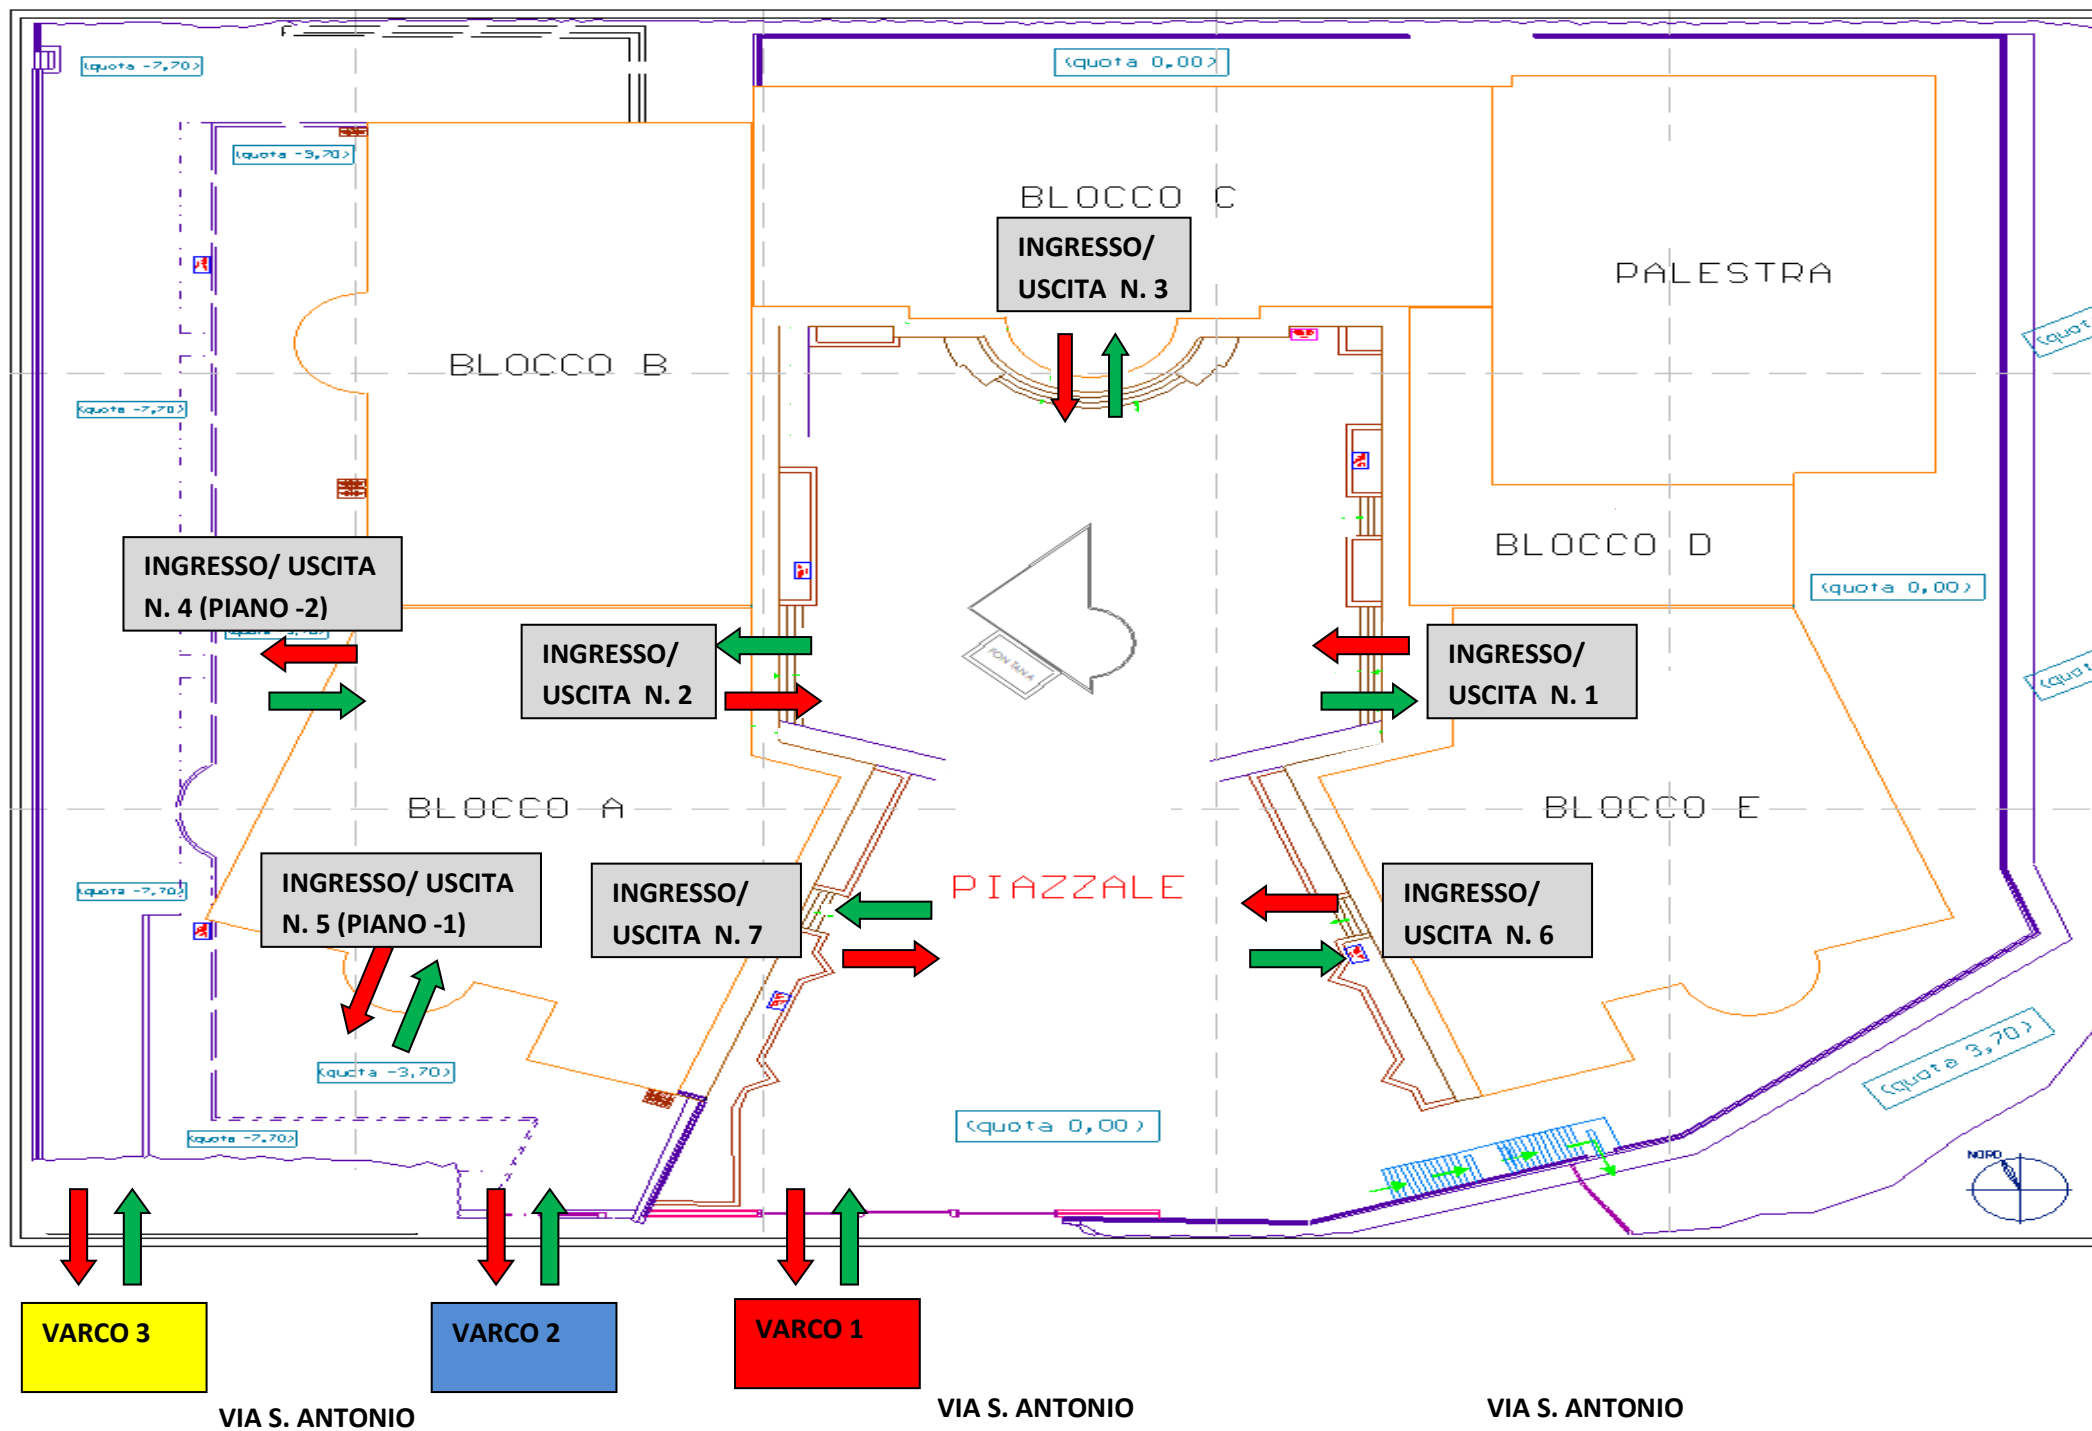 (quota -7,70)
(quota 0,00)
(quota -3,70)
BLOCCO C
INGRESSO/
USCITA N. 3
PALESTRA
BLOCCO B
(quota -7,70)
INGRESSO/ USCITA
N. 4 (PIANO -2)
BLOCCO D
(quota 0,00)
INGRESSO/
USCITA N. 2
FONTANA
INGRESSO/
USCITA N. 1
BLOCCO A
BLOCCO E
(quota -7,70)
INGRESSO/ USCITA
N. 5 (PIANO -1)
INGRESSO/
USCITA N. 7
PIAZZALE
INGRESSO/
USCITA N. 6
(quota -3,70)
(quota 3,70)
(quota -7,70)
(quota 0,00)
NORD
VARCO 3
VARCO 2
VARCO 1
VIA S. ANTONIO
VIA S. ANTONIO
VIA S. ANTONIO